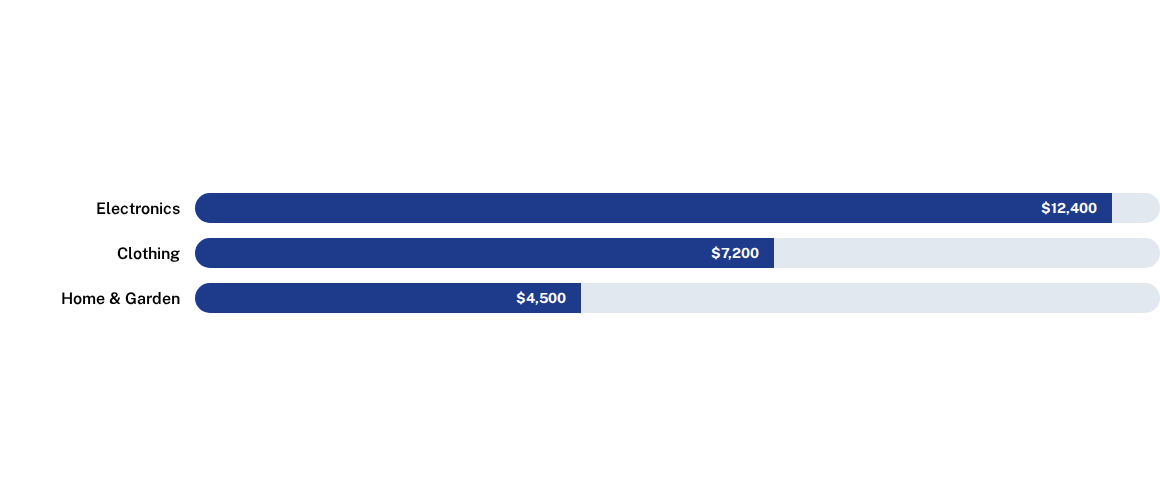 Electronics $12,400
Clothing $7,200
Home & Garden $4,500